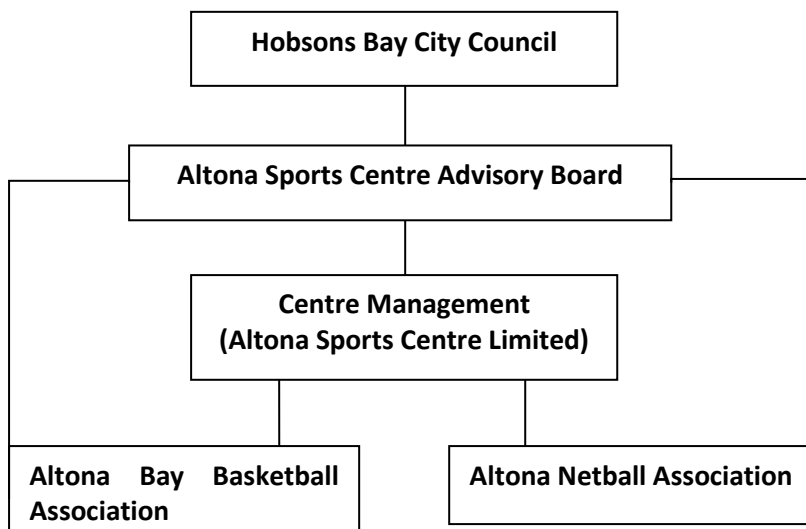 Hobsons Bay City Council
Altona Sports Centre Advisory Board
Centre Management
(Altona Sports Centre Limited)
Altona Bay Basketball
Association
Altona Netball Association